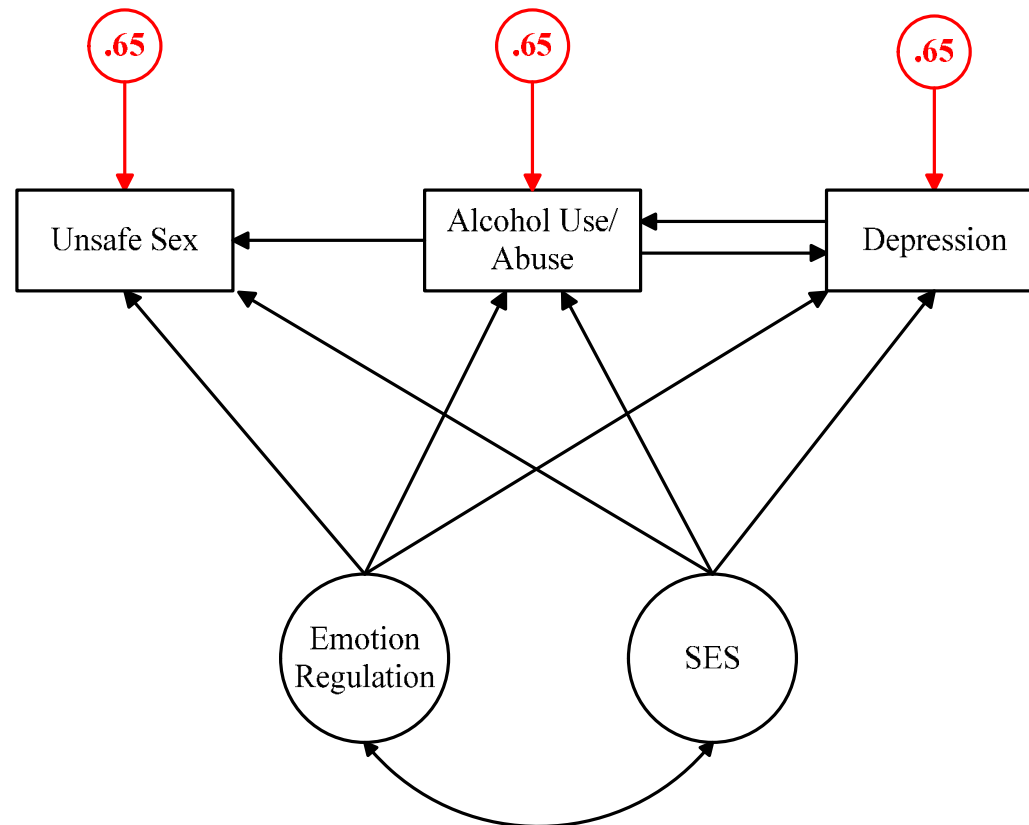 .65
.65
.65
Unsafe Sex
Alcohol Use/
Abuse
Depression
Emotion
Regulation
SES